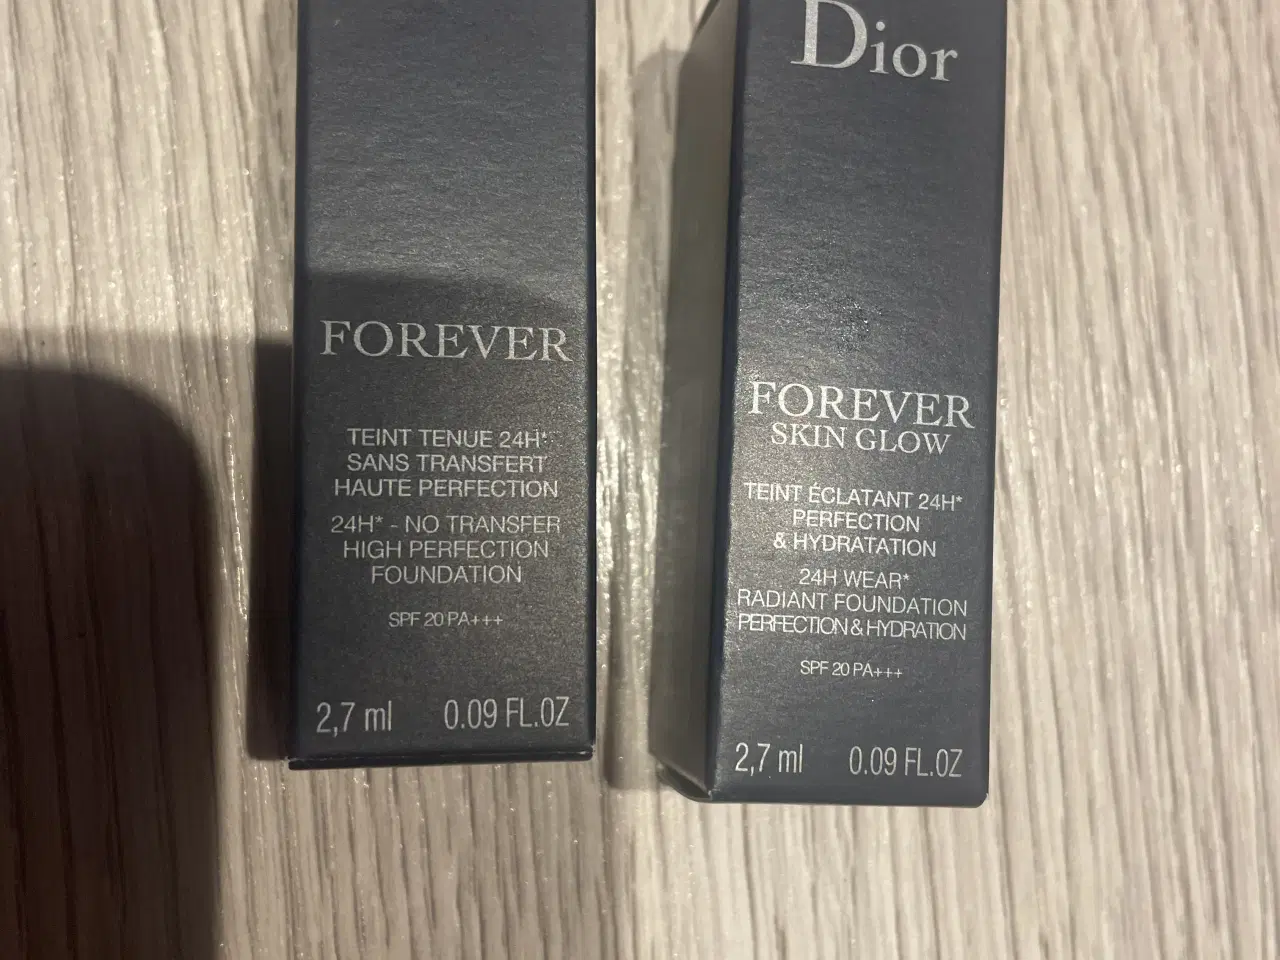 FOREVER
TEINT TENUE 24H*
SANS TRANSFERT
HAUTE PERFECTION
24H* - NO TRANSFER
HIGH PERFECTION
FOUNDATION
SPF 20 PA+++
2,7 ml 0.09 FL.OZ
Dior
FOREVER
SKIN GLOW
TEINT ÉCLATANT 24H*
PERFECTION
& HYDRATATION
24H WEAR*
RADIANT FOUNDATION
PERFECTION & HYDRATION
SPF 20 PA+++
2,7 ml 0.09 FL.OZ